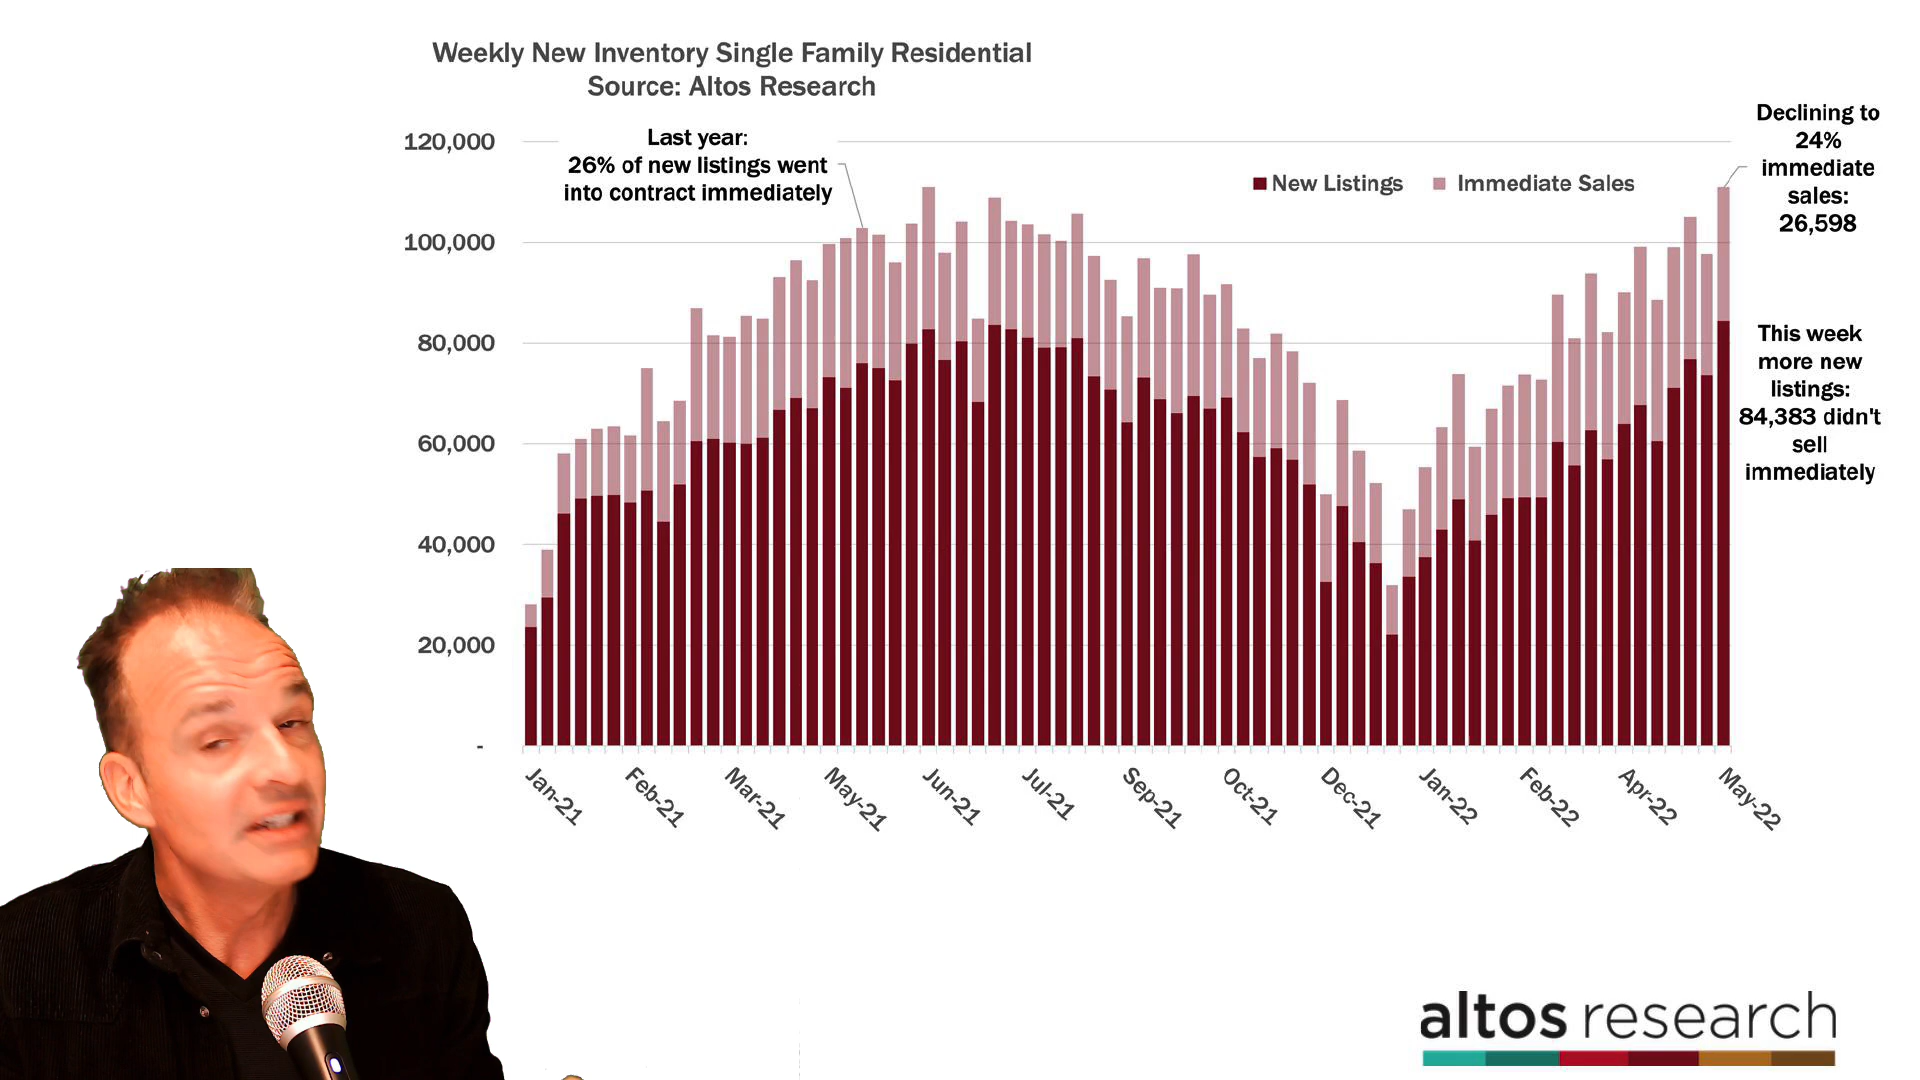 Weekly New Inventory Single Family Residential
Source: Altos Research
Last year:
26% of new listings went
into contract immediately
New Listings
Immediate Sales
Declining to
24%
immediate
sales:
26,598
This week
more new
listings:
84,383 didn't
sell
immediately
120,000
100,000
80,000
60,000
40,000
20,000
-
Jan-21
Feb-21
Mar-21
May-21
Jun-21
Jul-21
Sep-21
Oct-21
Dec-21
Jan-22
Feb-22
Apr-22
May-22
altos research